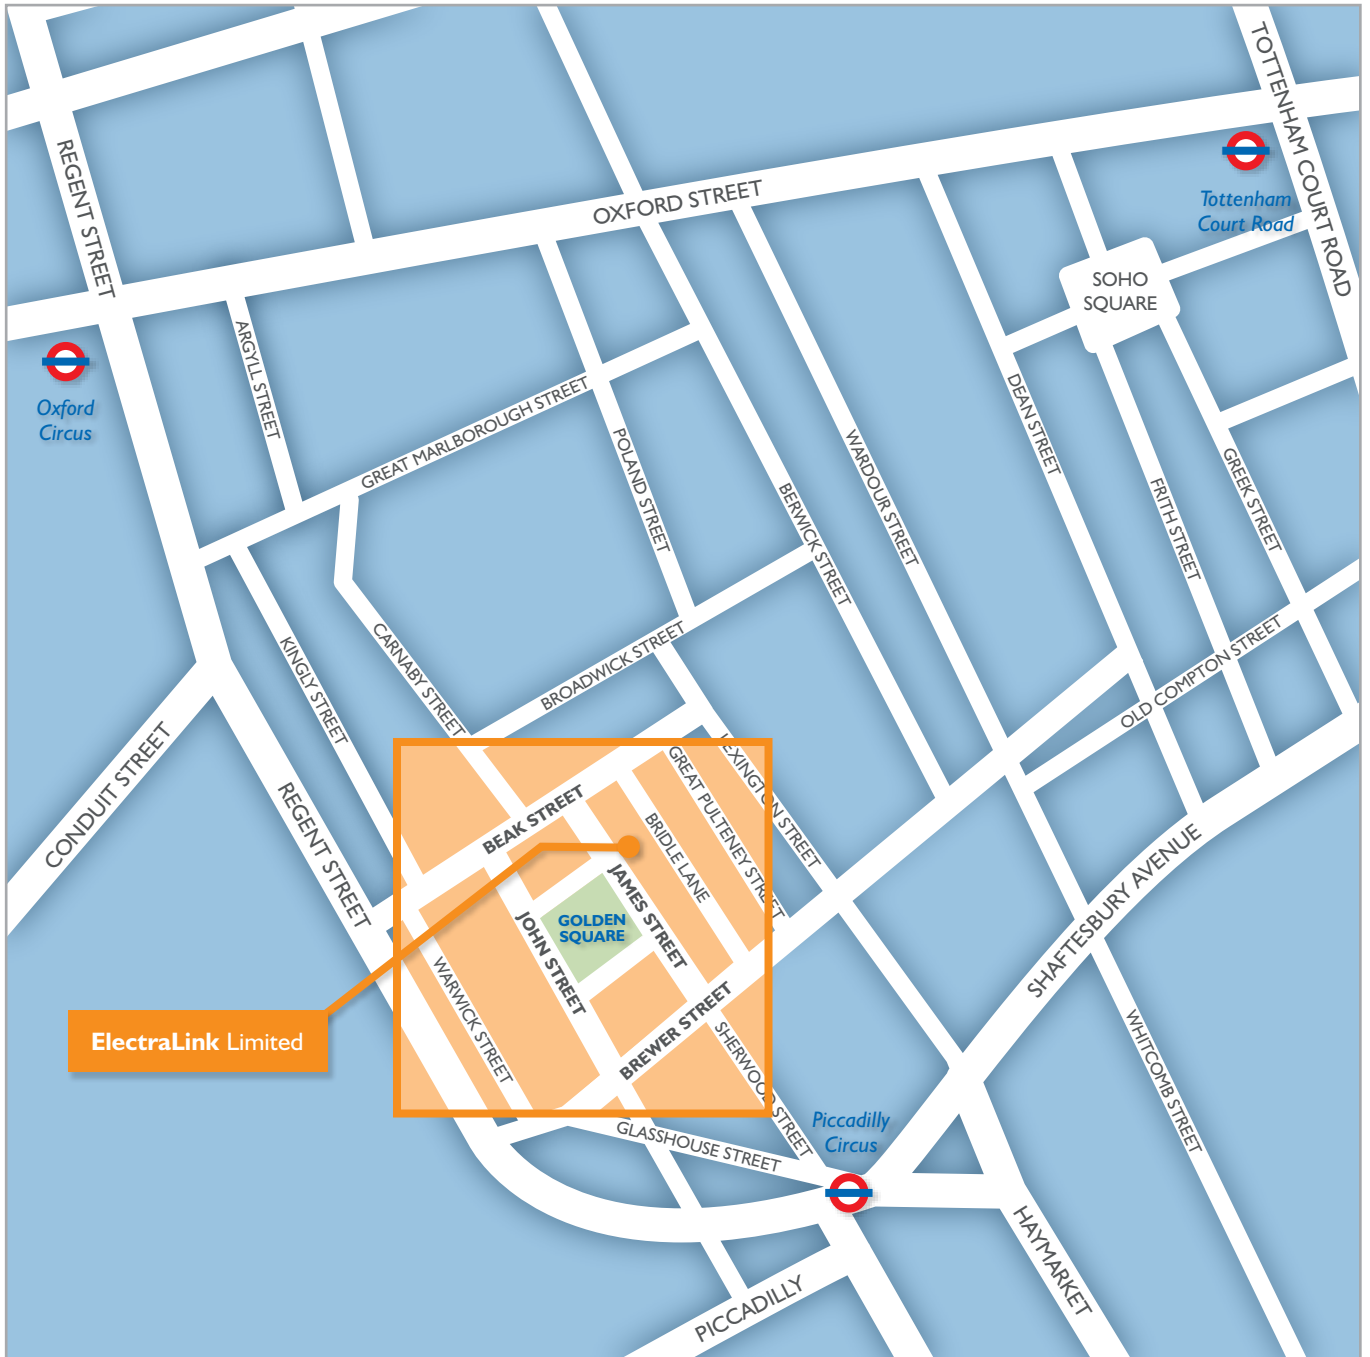 TOTTENHAM COURT ROAD
REGENT STREET
Tottenham
Court Road
OXFORD STREET
SOHO
SQUARE
ARGYLL STREET
Oxford
Circus
GREAT MARLBOROUGH STREET
DEAN STREET
POLAND STREET
WARDOUR STREET
BERWICK STREET
FRITH STREET
GREEK STREET
CARNABY STREET
KINGLY STREET
BROADWICK STREET
OLD COMPTON STREET
CONDUIT STREET
REGENT STREET
LEXINGTON STREET
GREAT PULTENEY STREET
BEAK STREET
BRIDLE LANE
JAMES STREET
GOLDEN
SQUARE
JOHN STREET
SHAFTESBURY AVENUE
WARWICK STREET
BREWER STREET
ElectraLink Limited
SHERWOOD STREET
WHITCOMB STREET
Piccadilly
Circus
GLASSHOUSE STREET
HAYMARKET
PICCADILLY